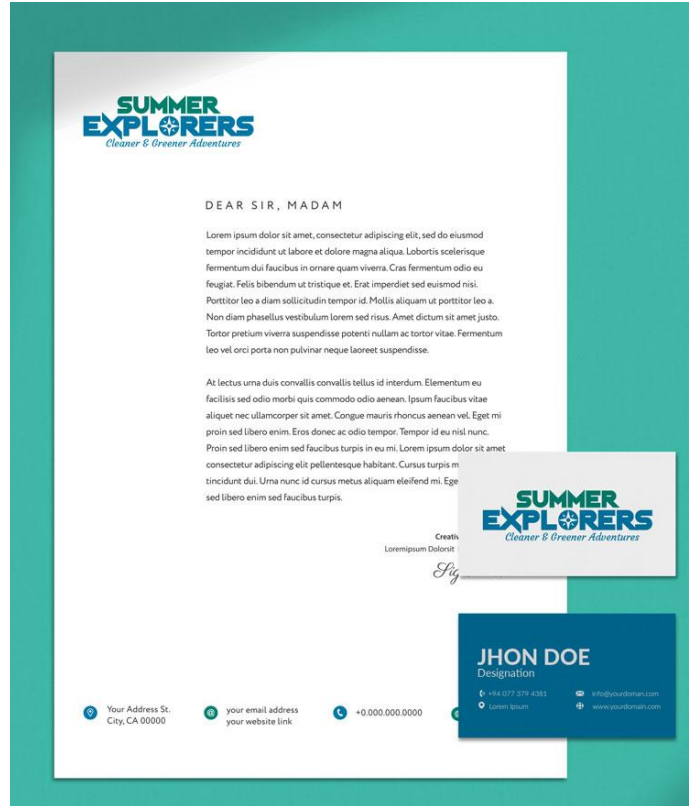 SUMMER
EXPLORERS
Cleaner & Greener Adventures
DEAR SIR, MADAM
Lorem ipsum dolor sit amet, consectetur adipiscing elit, sed do eiusmod
tempor incididunt ut labore et dolore magna aliqua. Lobortis scelerisque
fermentum dui faucibus in ornare quam viverra. Cras fermentum odio eu
feugiat. Felis bibendum ut tristique et. Erat imperdiet sed euismod nisi.
Porttitor leo a diam sollicitudin tempor id. Mollis aliquam ut porttitor leo a.
Non diam phasellus vestibulum lorem sed risus. Amet dictum sit amet justo.
Tortor pretium viverra suspendisse potenti nullam ac tortor vitae. Fermentum
leo vel orci porta non pulvinar neque laoreet suspendisse.
At lectus urna duis convallis convallis tellus id interdum. Elementum eu
facilisis sed odio morbi quis commodo odio aenean. Ipsum faucibus vitae
aliquet nec ullamcorper sit amet. Congue mauris rhoncus aenean vel. Eget mi
proin sed libero enim. Eros donec ac odio tempor. Tempor id eu nisl nunc.
Proin sed libero enim sed faucibus turpis in eu mi. Lorem ipsum dolor sit amet
consectetur adipiscing elit pellentesque habitant. Cursus turpis m
tincidunt dui. Urna nunc id cursus metus aliquam eleifend mi. Ege
sed libero enim sed faucibus turpis.
Creativ
Loremipsum Dolorsit
Sig
SUMMER
EXPLORERS
Cleaner & Greener Adventures
JHON DOE
Designation
+94 077 379 4381
info@yourdoman.com
Lorem Ipsum
www.yourdomain.com
Your Address St.
City, CA 00000
your email address
your website link
+0.000.000.0000